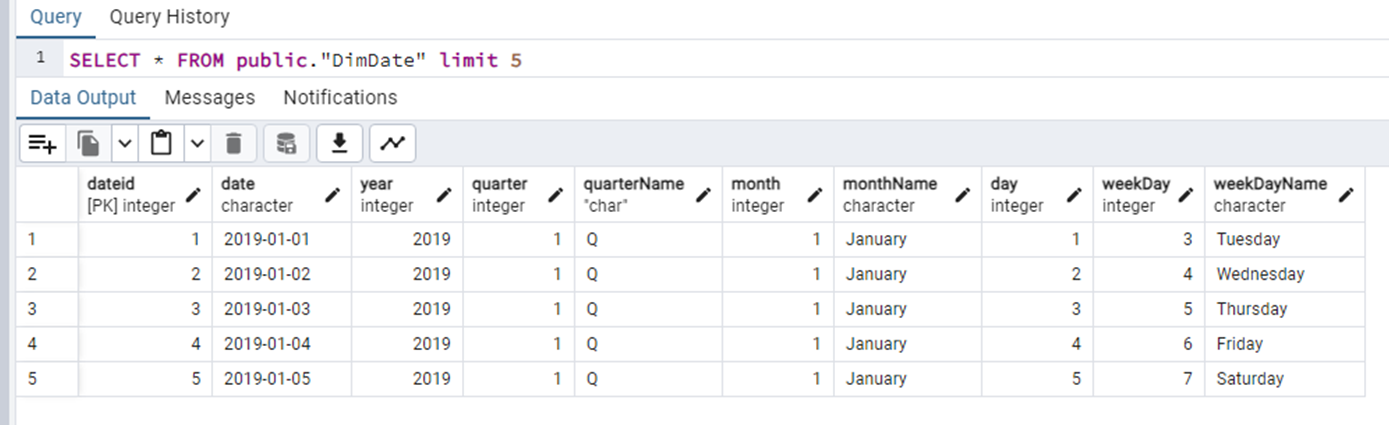 Query Query History
1 SELECT * FROM public."DimDate" limit 5
Data Output Messages Notifications
dateid date year quarter quarterName month monthName day weekDay weekDayName
[PK] integer character integer integer "char" integer character integer integer character
1 1 2019-01-01 2019 1 Q 1 January 1 3 Tuesday
2 2 2019-01-02 2019 1 Q 1 January 2 4 Wednesday
3 3 2019-01-03 2019 1 Q 1 January 3 5 Thursday
4 4 2019-01-04 2019 1 Q 1 January 4 6 Friday
5 5 2019-01-05 2019 1 Q 1 January 5 7 Saturday